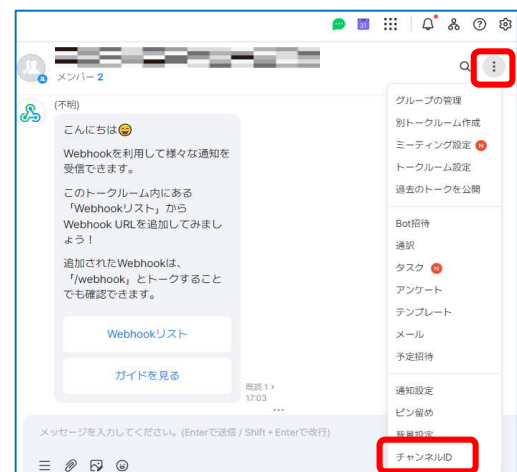 31
メンバー 2
(不明)
こんにちは😄
Webhookを利用して様々な通知を
受信できます。
このトークルーム内にある
「Webhookリスト」から
Webhook URLを追加してみまし
ょう！
追加されたWebhookは、
「/webhook」とトークすること
でも確認できます。
Webhookリスト
ガイドを見る
既読 1 ›
17:03
グループの管理
別トークルーム作成
ミーティング設定 N
トークルーム設定
過去のトークを公開
Bot招待
通訳
タスク N
アンケート
テンプレート
メール
予定招待
通知設定
ピン留め
背景設定
チャンネルID
メッセージを入力してください。(Enterで送信 / Shift + Enterで改行)